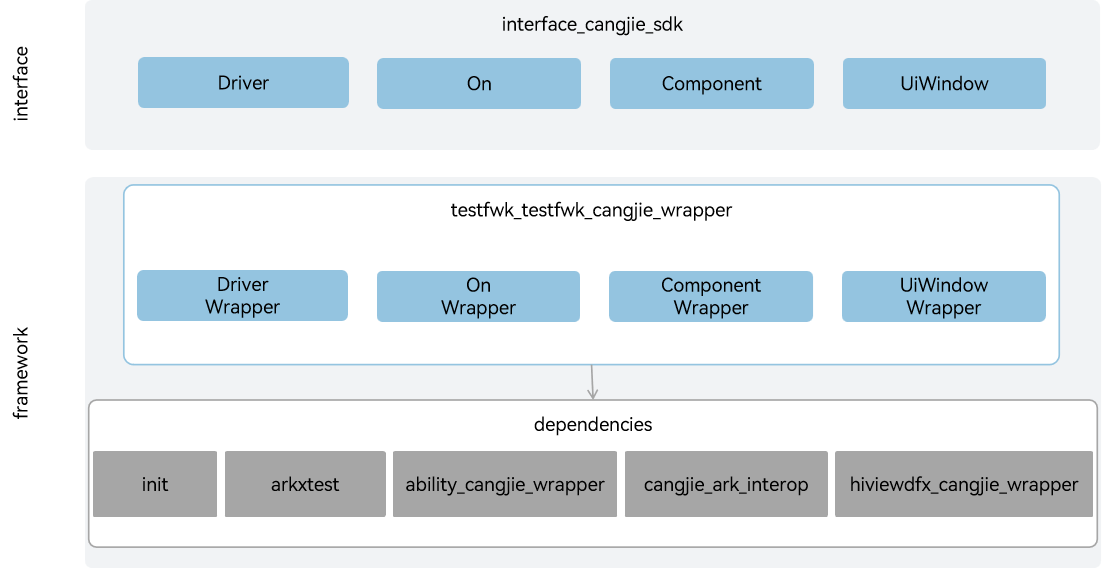 interface
interface_cangjie_sdk
Driver
On
Component
UiWindow
framework
testfwk_testfwk_cangjie_wrapper
Driver
Wrapper
On
Wrapper
Component
Wrapper
UiWindow
Wrapper
dependencies
init
arkxtest
ability_cangjie_wrapper
cangjie_ark_interop
hiviewdfx_cangjie_wrapper